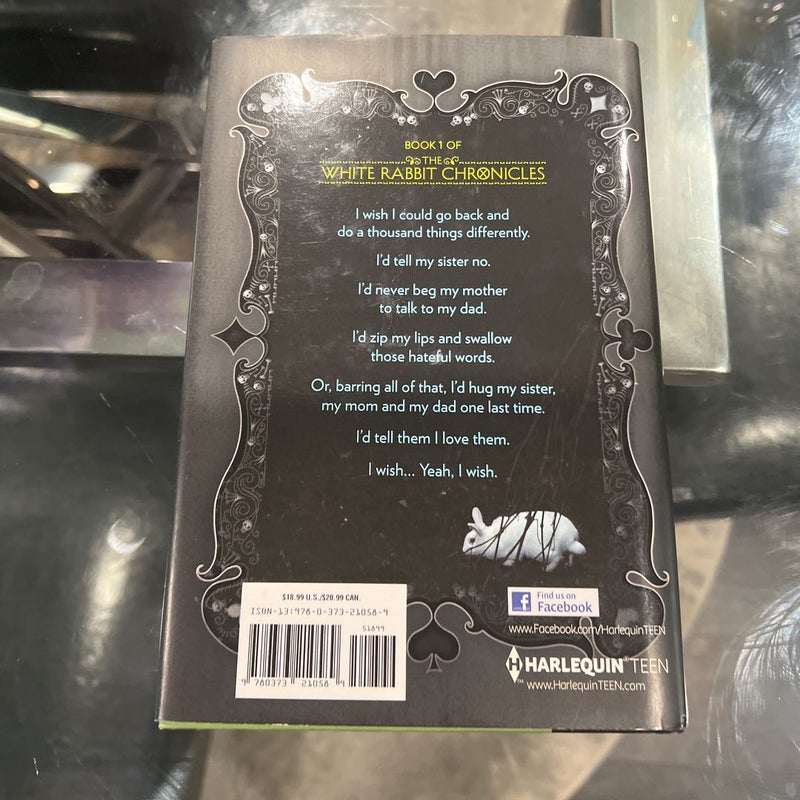 BOOK 1 OF
THE
WHITE RABBIT CHRONICLES
I wish I could go back and
do a thousand things differently.
I'd tell my sister no.
I'd never beg my mother
to talk to my dad.
I'd zip my lips and swallow
those hateful words.
Or, barring all of that, I'd hug my sister,
my mom and my dad one last time.
I'd tell them I love them.
I wish... Yeah, I wish.
$18.99 U.S./$20.99 CAN.
ISBN-13:978-0-373-21058-9
51899
9 780373 210589
f Find us on
Facebook
www.Facebook.com/HarlequinTEEN
HARLEQUIN® TEEN
™ www.HarlequinTEEN.com